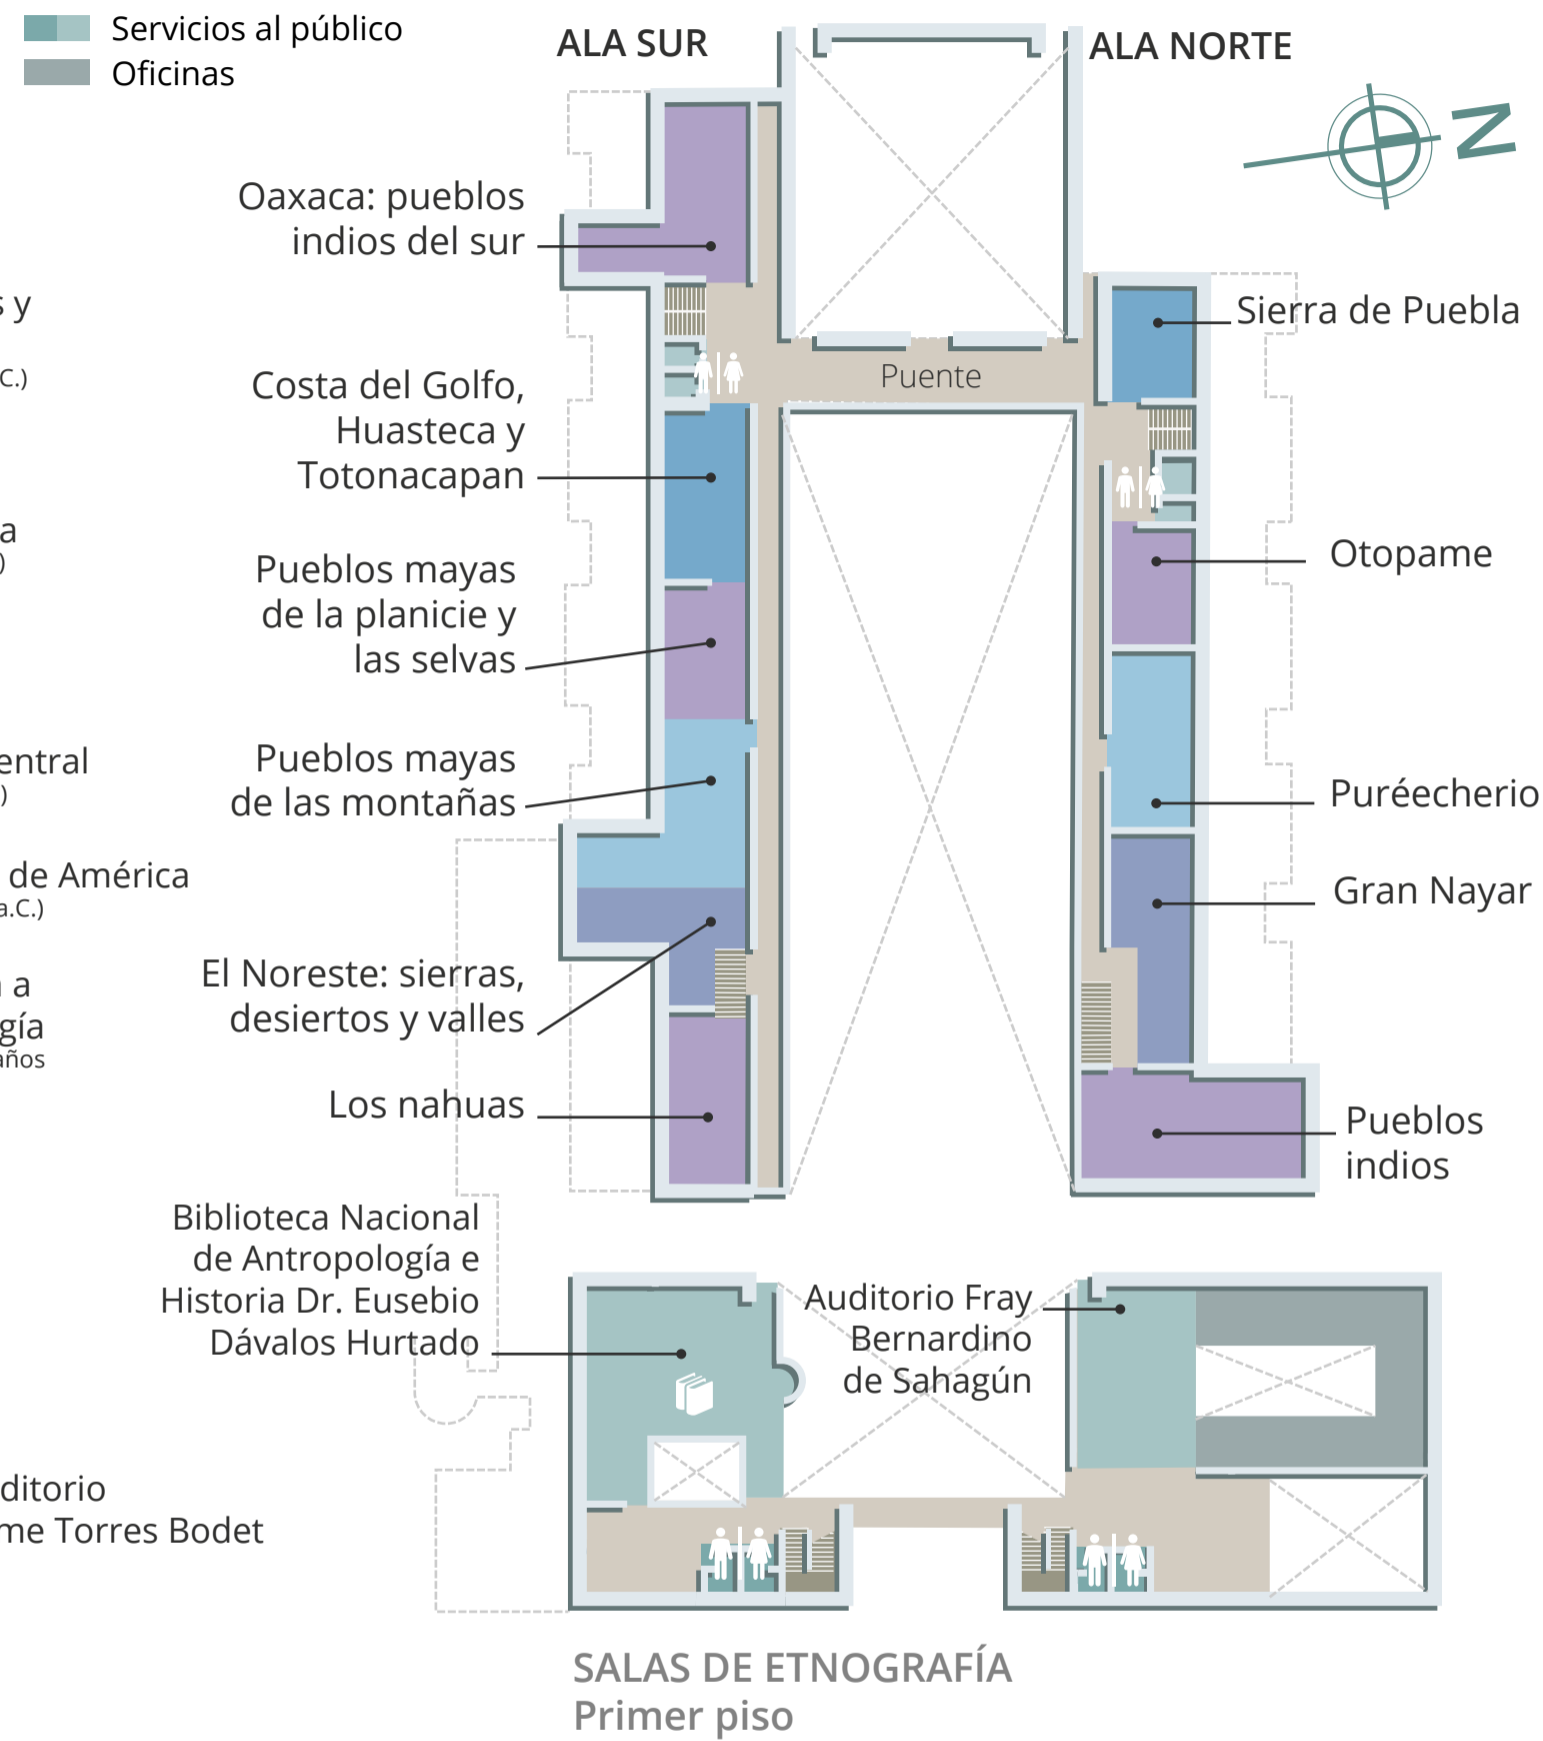 Servicios al público
Oficinas
ALA SUR
ALA NORTE
N
Oaxaca: pueblos
indios del sur
Costa del Golfo,
Huasteca y
Totonacapan
Pueblos mayas
de la planicie y
las selvas
Pueblos mayas
de las montañas
El Noreste: sierras,
desiertos y valles
Los nahuas
Puente
Sierra de Puebla
Otopame
Puréecherio
Gran Nayar
Pueblos
indios
Biblioteca Nacional
de Antropología e
Historia Dr. Eusebio
Dávalos Hurtado
Auditorio Fray
Bernardino
de Sahagún
s y
C.)
a
)
entral
)
de América
a.C.)
a
gía
años
ditorio
me Torres Bodet
SALAS DE ETNOGRAFÍA
Primer piso